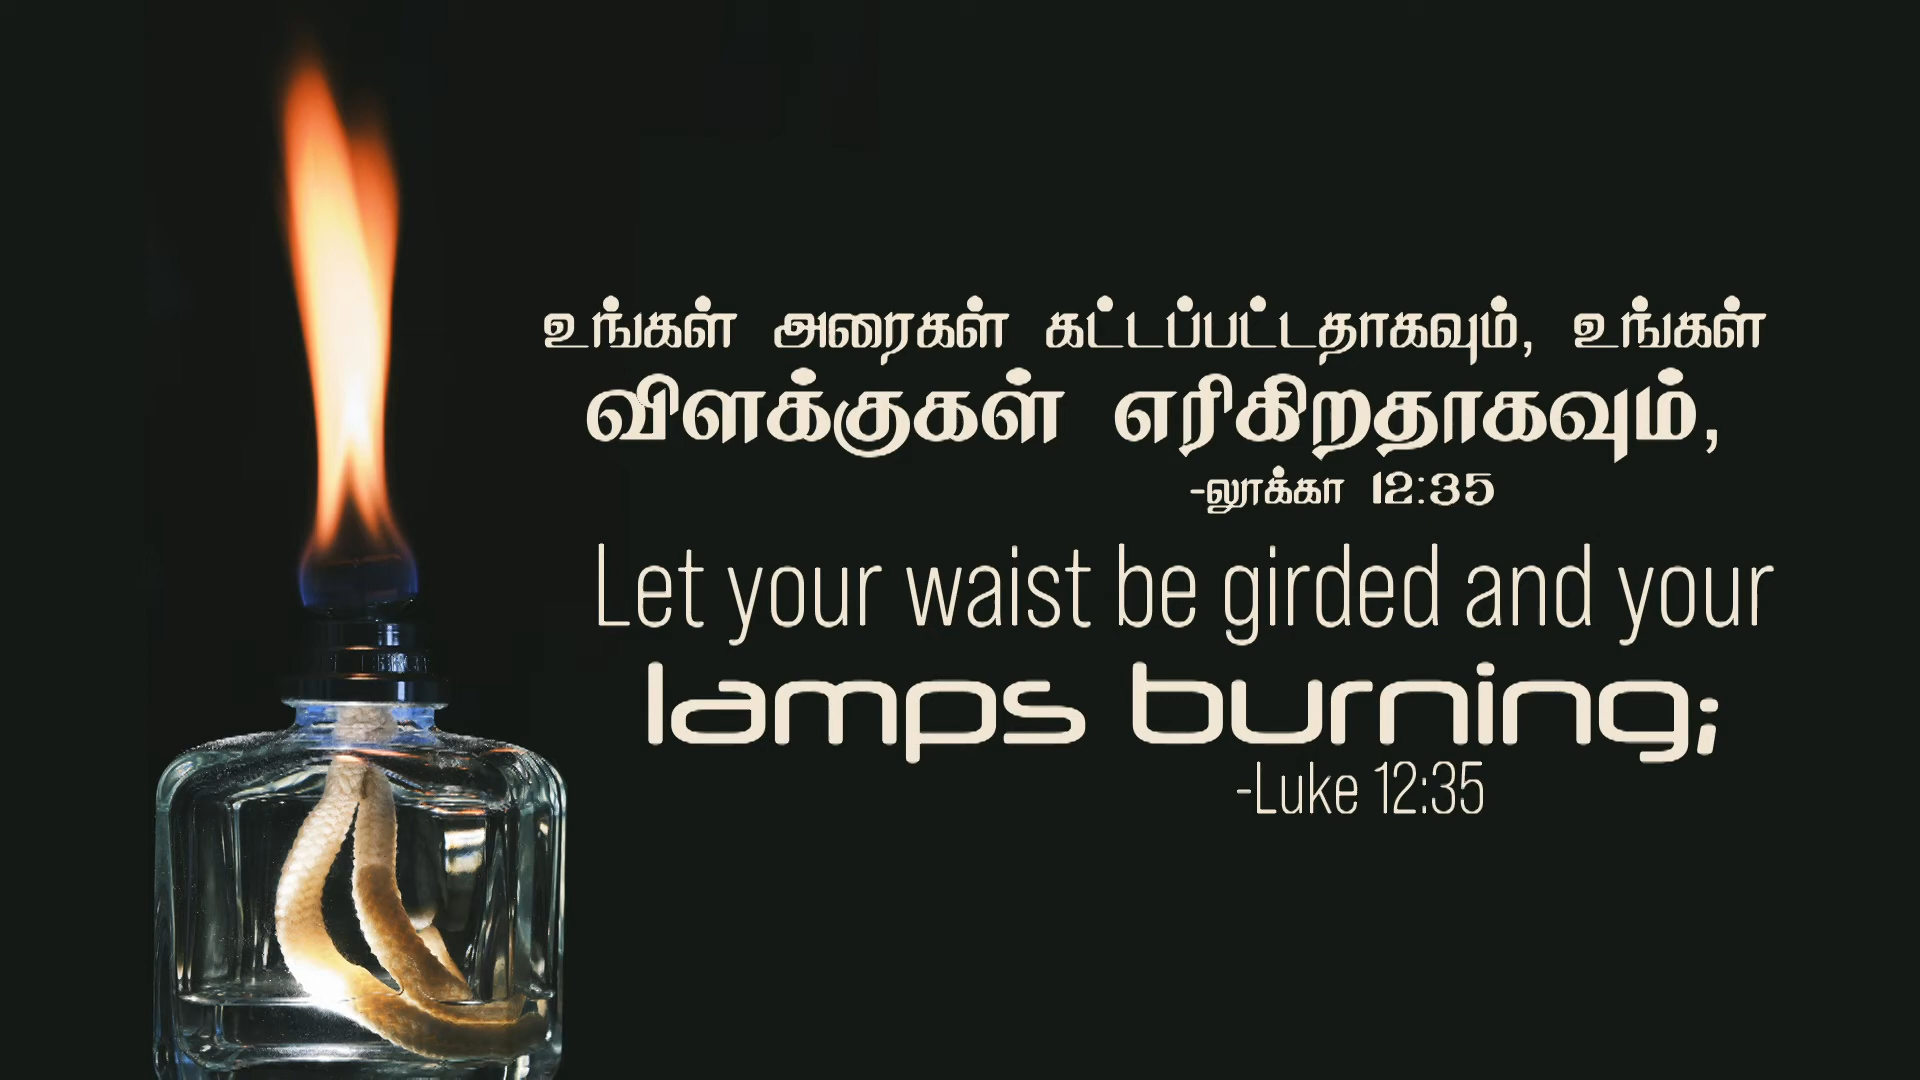 உங்கள் அரைகள் கட்டப்பட்டதாகவும், உங்கள்
விளக்குகள் எரிகிறதாகவும்,
-லூக்கா 12:35
Let your waist be girded and your
lamps burning;
-Luke 12:35